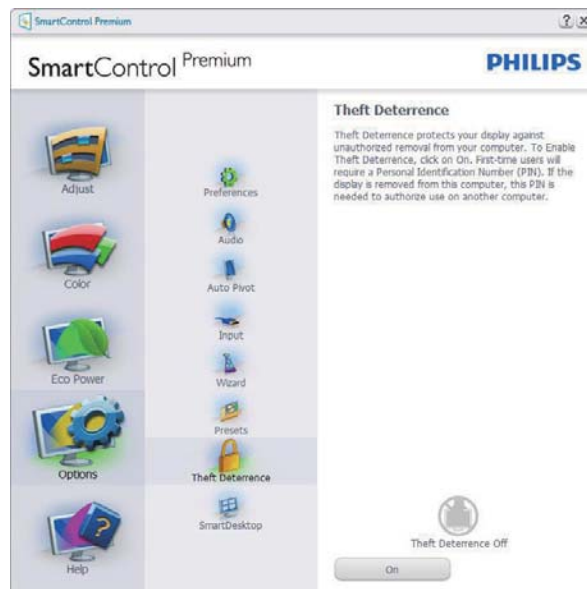 SmartControl Premium
? X
SmartControl Premium
PHILIPS
Adjust
Color
Eco Power
Options
Help
Preferences
Audio
Auto Pivot
Input
Wizard
Presets
Theft Deterrence
SmartDesktop
Theft Deterrence
Theft Deterrence protects your display against
unauthorized removal from your computer. To Enable
Theft Deterrence, click on On. First-time users will
require a Personal Identification Number (PIN). If the
display is removed from this computer, this PIN is
needed to authorize use on another computer.
Theft Deterrence Off
On